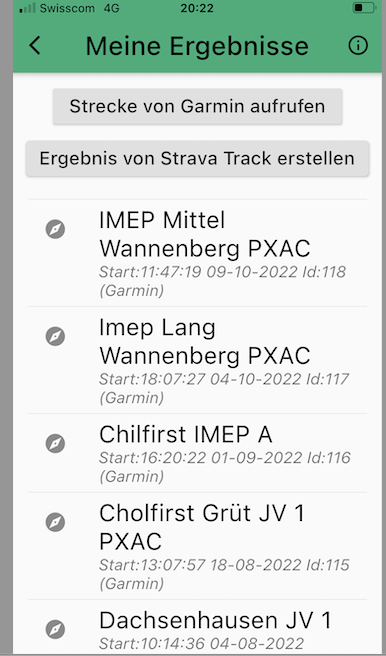 Swisscom 4G 20:22
Meine Ergebnisse
Strecke von Garmin aufrufen
Ergebnis von Strava Track erstellen
IMEP Mittel
Wannenberg PXAC
Start:11:47:19 09-10-2022 Id:118
(Garmin)
Imep Lang
Wannenberg PXAC
Start:18:07:27 04-10-2022 Id:117
(Garmin)
Chilfirst IMEP A
Start:16:20:22 01-09-2022 Id:116
(Garmin)
Cholfirst Grüt JV 1
PXAC
Start:13:07:57 18-08-2022 Id:115
(Garmin)
Dachsenhausen JV 1
Start:10:14:36 04-08-2022